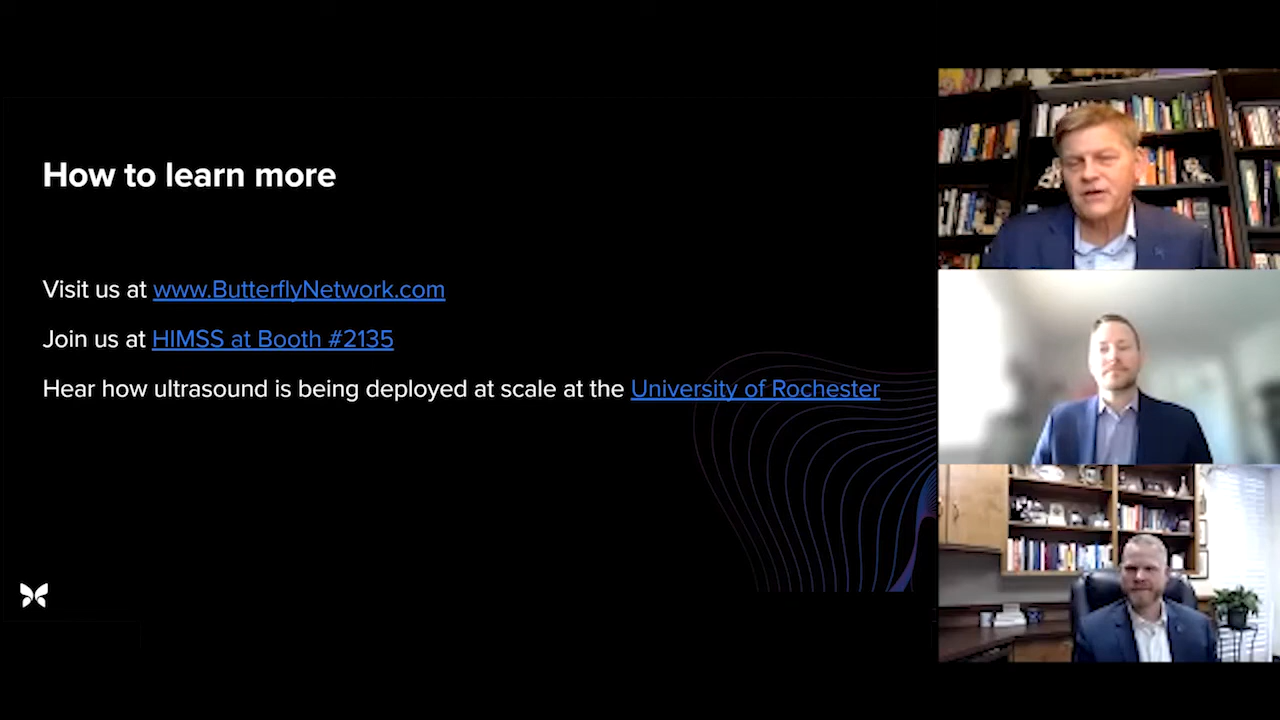 How to learn more
Visit us at www.ButterflyNetwork.com
Join us at HIMSS at Booth #2135
Hear how ultrasound is being deployed at scale at the University of Rochester